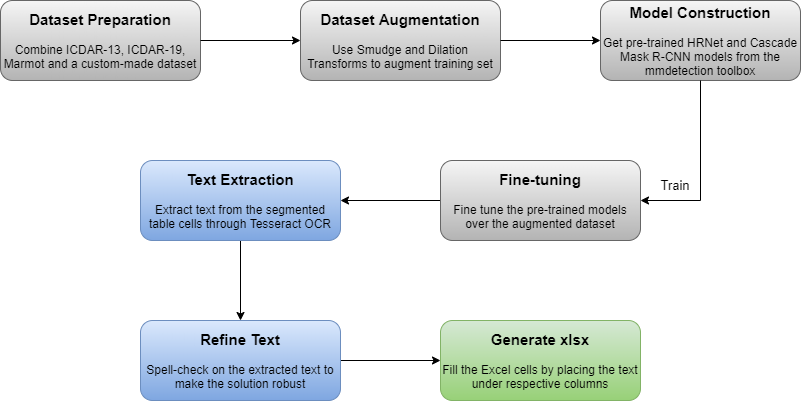 Dataset Preparation
Combine ICDAR-13, ICDAR-19,
Marmot and a custom-made dataset
Dataset Augmentation
Use Smudge and Dilation
Transforms to augment training set
Model Construction
Get pre-trained HRNet and Cascade
Mask R-CNN models from the
mmdetection toolbox
Train
Fine-tuning
Fine tune the pre-trained models
over the augmented dataset
Text Extraction
Extract text from the segmented
table cells through Tesseract OCR
Refine Text
Spell-check on the extracted text to
make the solution robust
Generate xlsx
Fill the Excel cells by placing the text
under respective columns